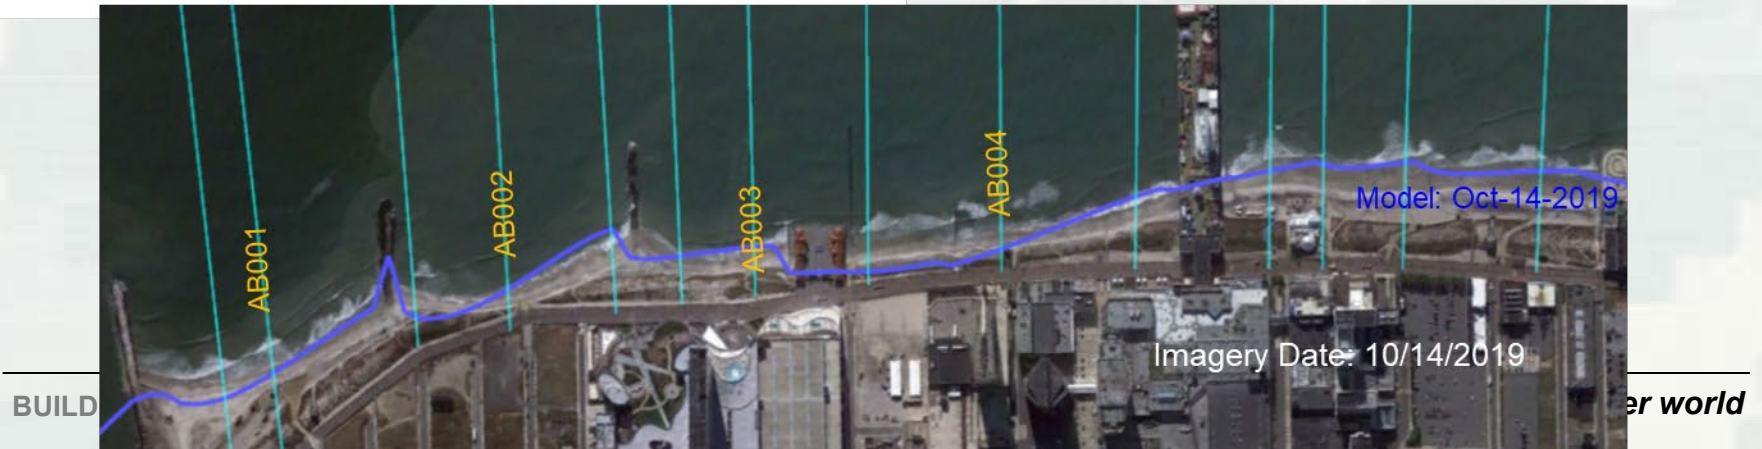 AB001
AB002
AB003
AB004
Model: Oct-14-2019
Imagery Date: 10/14/2019
BUILD
er world